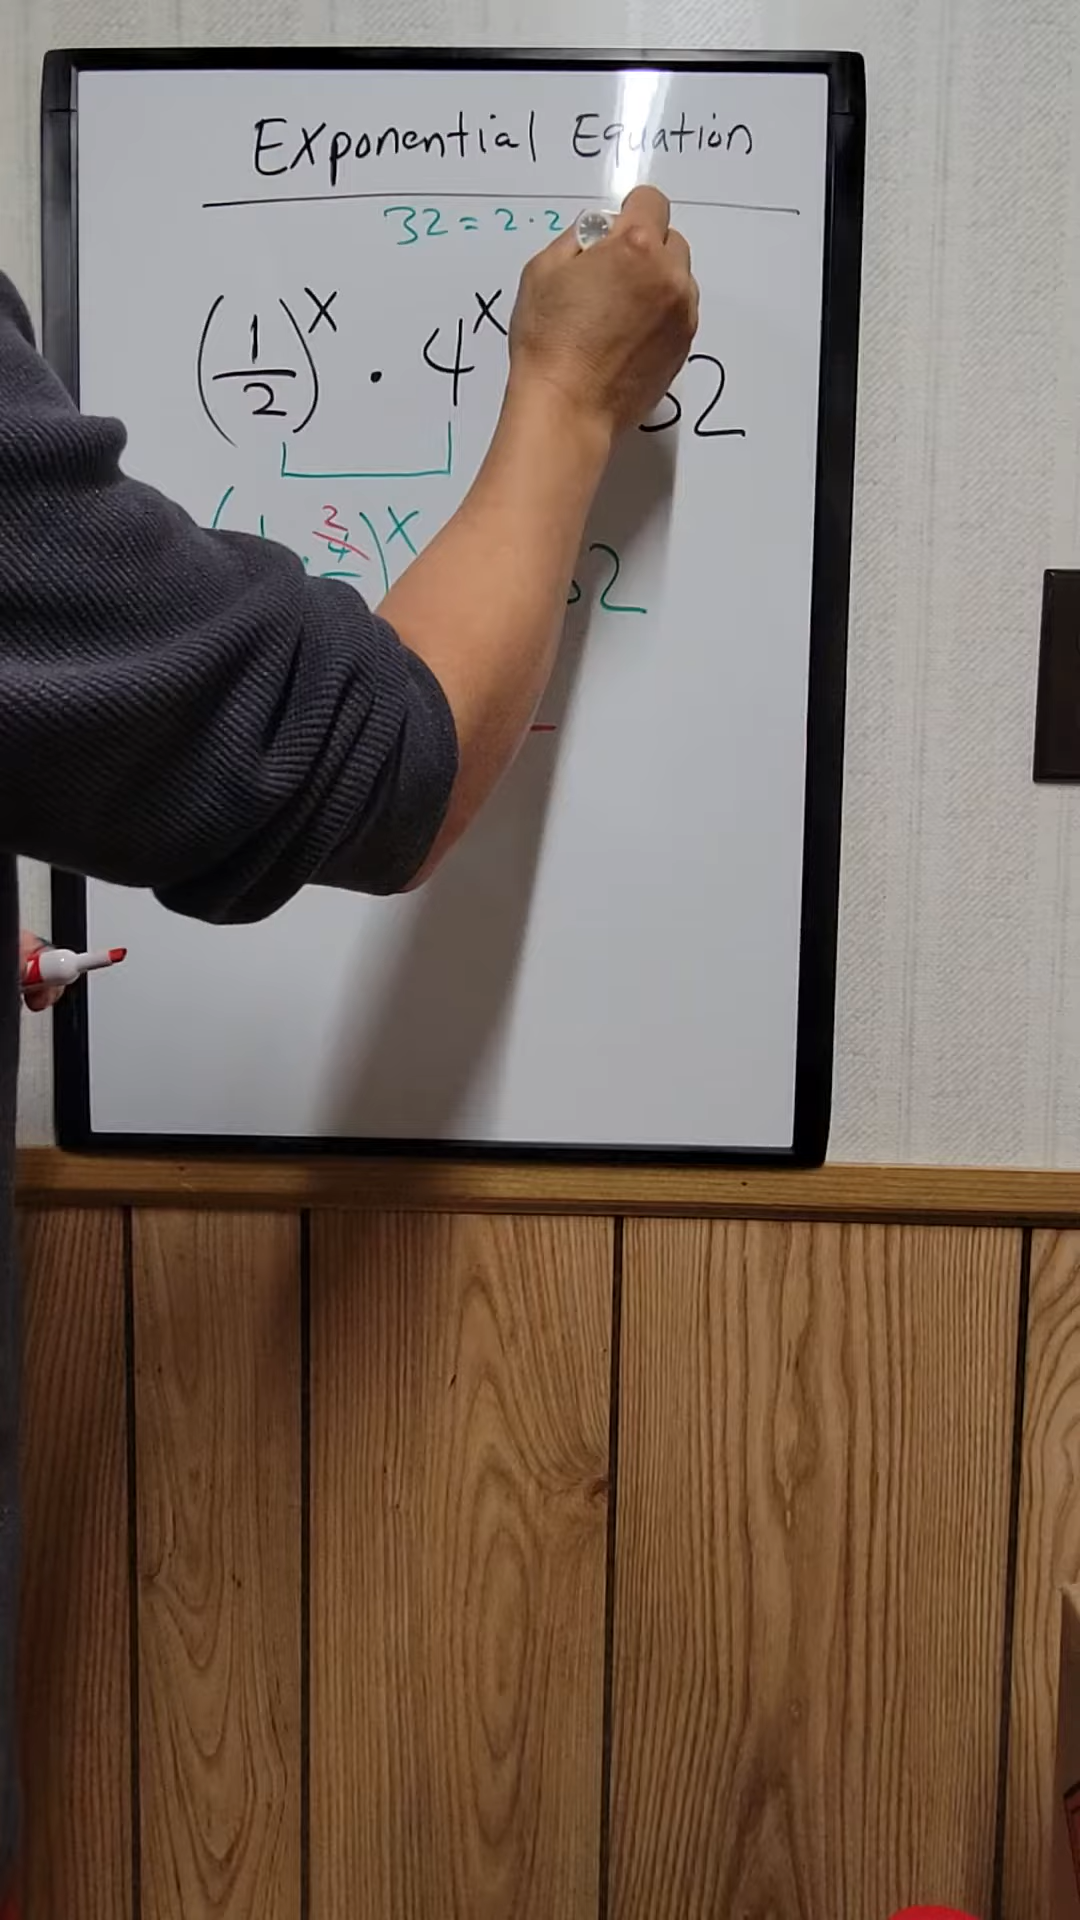 Exponential Equation
32 = 2 · 2
(1/2)^x · 4^x 32
4^2 )^x 32